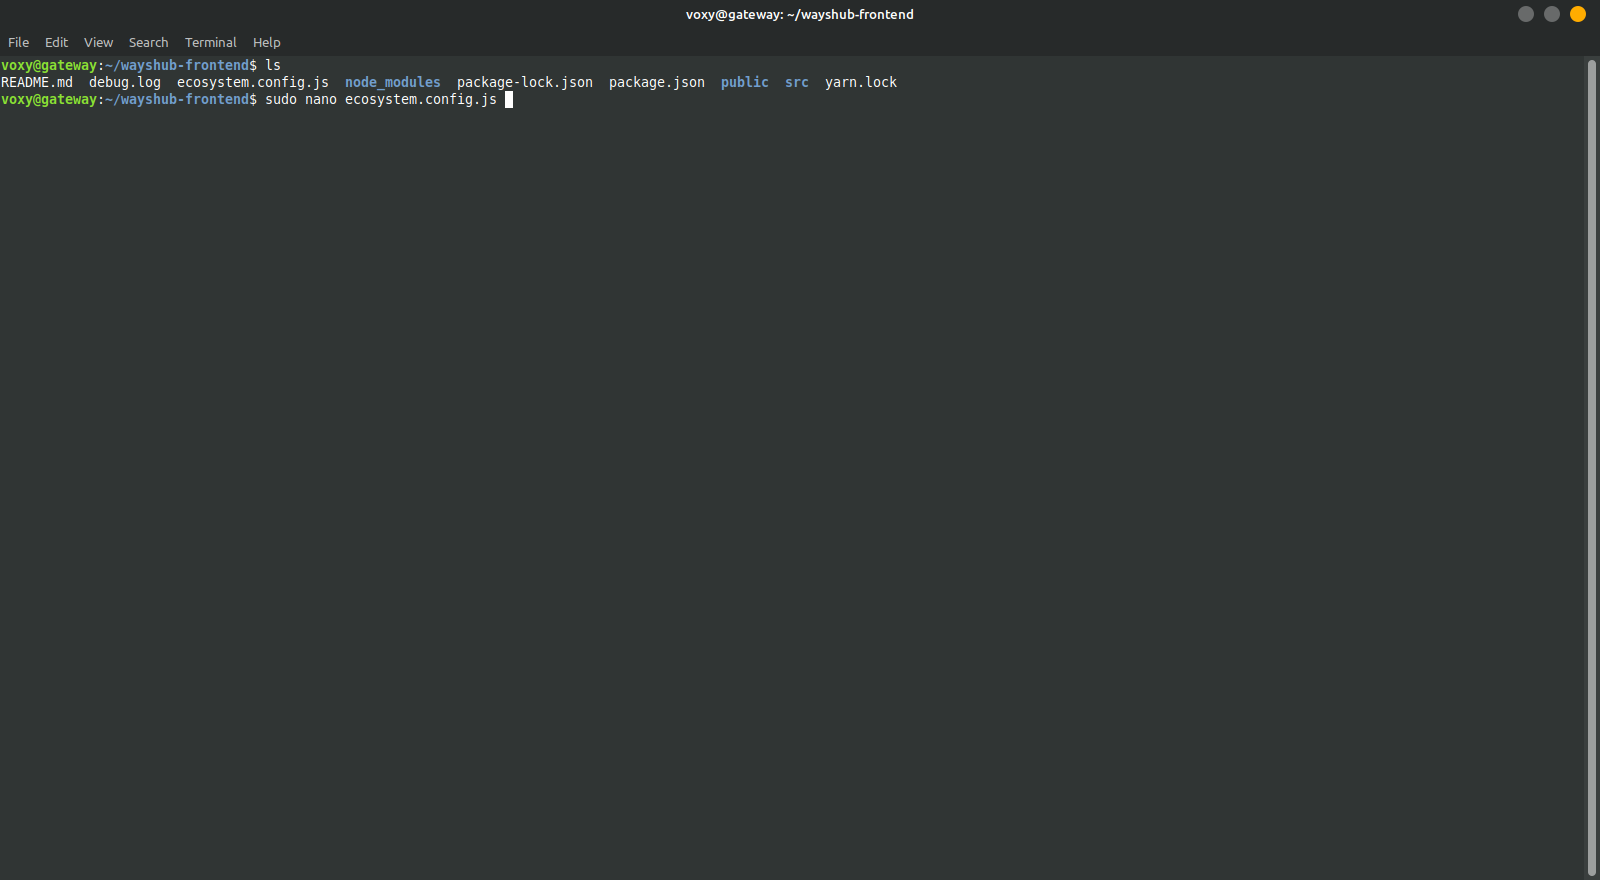 voxy@gateway: ~/wayshub-frontend
File Edit View Search Terminal Help
voxy@gateway:~/wayshub-frontend$ ls
README.md debug.log ecosystem.config.js node_modules package-lock.json package.json public src yarn.lock
voxy@gateway:~/wayshub-frontend$ sudo nano ecosystem.config.js